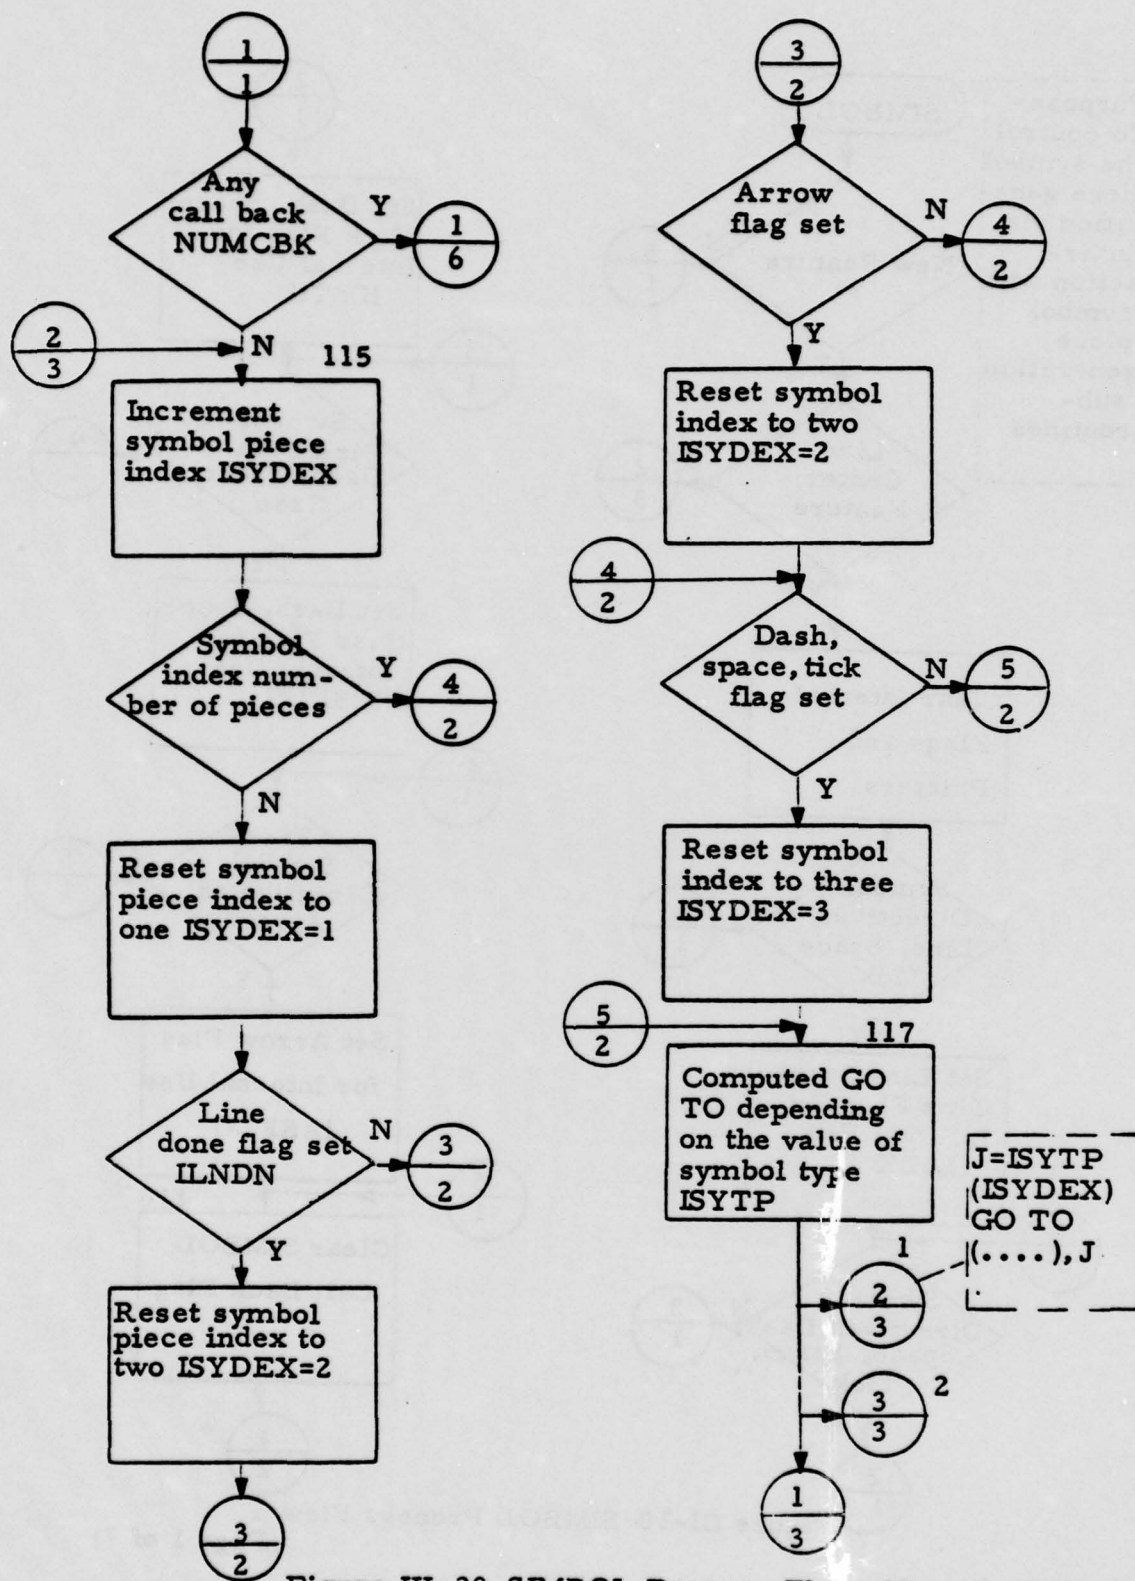 1
1
Any
call back
NUMCBK
Y
1
6
2
3
N
115
Increment
symbol piece
index ISYDEX
Symbol
index num-
ber of pieces
Y
4
2
N
Reset symbol
piece index to
one ISYDEX=1
Line
done flag set
ILNDN
N
3
2
Y
Reset symbol
piece index to
two ISYDEX=2
3
2
3
2
Arrow
flag set
N
4
2
Y
Reset symbol
index to two
ISYDEX=2
4
2
Dash,
space, tick
flag set
N
5
2
Y
Reset symbol
index to three
ISYDEX=3
5
2
117
Computed GO
TO depending
on the value of
symbol type
ISYTP
J=ISYTP
(ISYDEX)
GO TO
(....), J
1
2
3
2
3
3
1
3